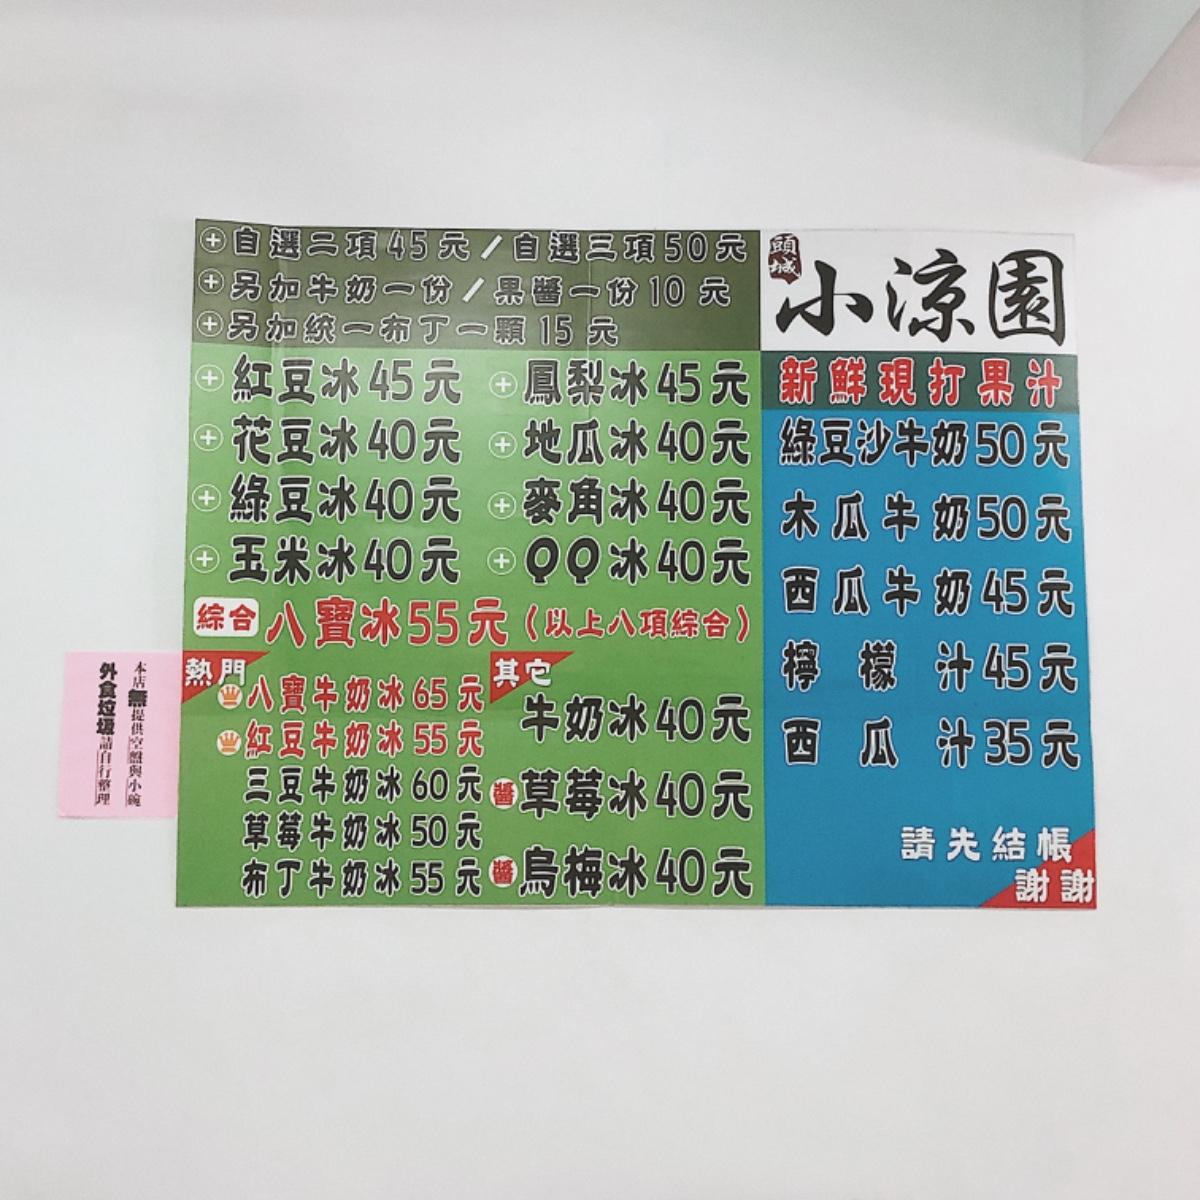 自選二項45元/自選三項50元
另加牛奶一份/果醬一份10元
另加統一布丁一顆15元
紅豆冰45元
花豆冰40元
綠豆冰40元
玉米冰40元
鳳梨冰45元
地瓜冰40元
麥角冰40元
QQ冰40元
綜合 八寶冰55元(以上八項綜合)
熱門
八寶牛奶冰65元
紅豆牛奶冰55元
三豆牛奶冰60元
草莓牛奶冰50元
布丁牛奶冰55元
其它
牛奶冰40元
醬 草莓冰40元
醬 烏梅冰40元
頭城
小涼園
新鮮現打果汁
綠豆沙牛奶50元
木瓜牛奶50元
西瓜牛奶45元
檸檬汁45元
西瓜汁35元
請先結帳
謝謝
本店無提供空盤與小碗
外食垃圾請自行整理